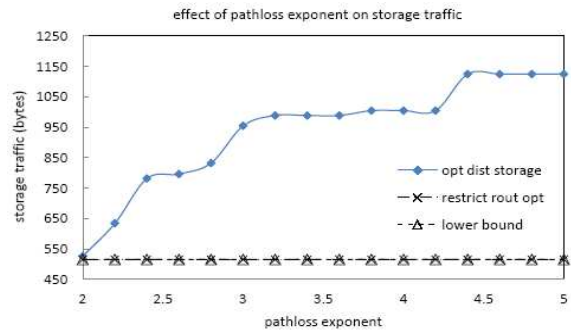 effect of pathloss exponent on storage traffic
1250
1150
1050
950
850
750
650
550
450
storage traffic (bytes)
opt dist storage
restrict rout opt
lower bound
2 2.5 3 3.5 4 4.5 5
pathloss exponent